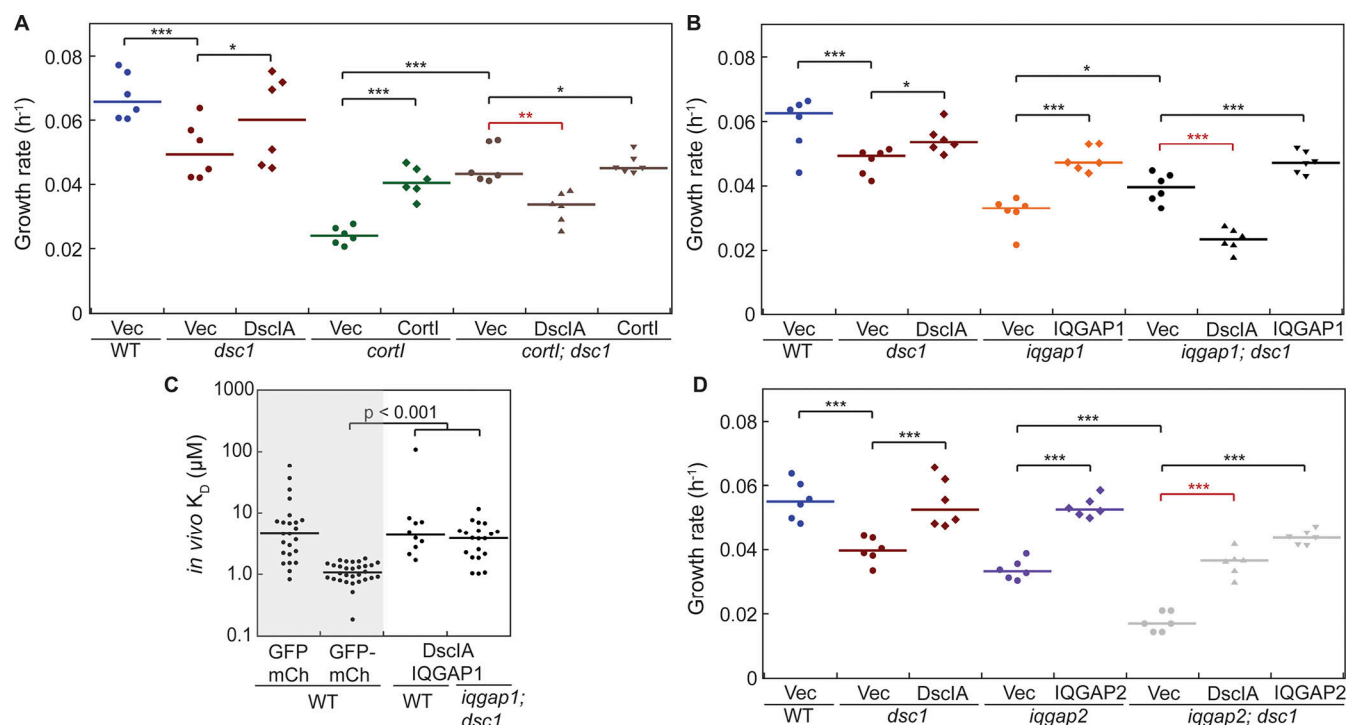 A
Growth rate (h-1)
0.08
0.06
0.04
0.02
0
***
*
***
***
*
**
Vec Vec DscIA Vec CortI Vec DscIA CortI
WT dsc1 cortI cortI; dsc1
B
Growth rate (h-1)
0.08
0.06
0.04
0.02
0
***
*
*
***
***
***
Vec Vec DscIA Vec IQGAP1 Vec DscIA IQGAP1
WT dsc1 iqgap1 iqgap1; dsc1
C
in vivo KD (µM)
1000
100
10
1.0
0.1
p < 0.001
GFP GFP- DscIA
mCh mCh IQGAP1
WT WT iqgap1;
dsc1
D
Growth rate (h-1)
0.08
0.06
0.04
0.02
0
***
***
***
***
***
***
Vec Vec DscIA Vec IQGAP2 Vec DscIA IQGAP2
WT dsc1 iqgap2 iqgap2; dsc1